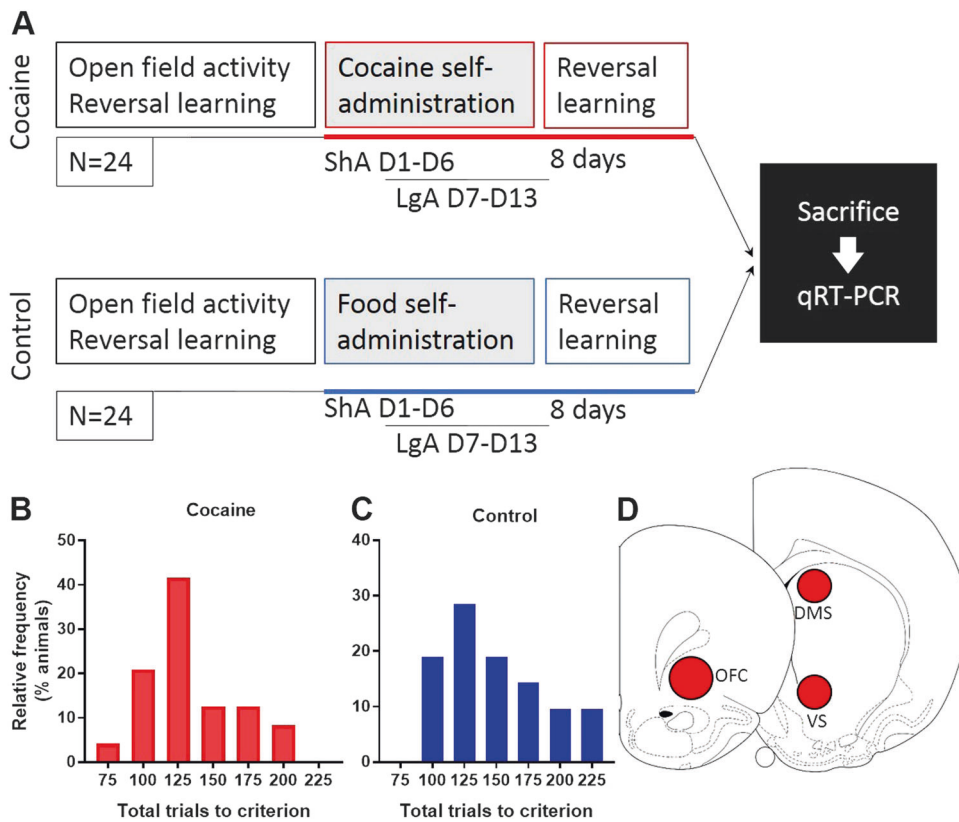 A
Cocaine
Open field activity
Reversal learning
Cocaine self-
administration
Reversal
learning
N=24
ShA D1-D6
8 days
LgA D7-D13
Control
Open field activity
Reversal learning
Food self-
administration
Reversal
learning
N=24
ShA D1-D6
8 days
LgA D7-D13
Sacrifice
qRT-PCR
B
Cocaine
Relative frequency
(% animals)
50
40
30
20
10
0
75 100 125 150 175 200 225
Total trials to criterion
C
Control
40
30
20
10
0
75 100 125 150 175 200 225
Total trials to criterion
D
DMS
OFC
VS